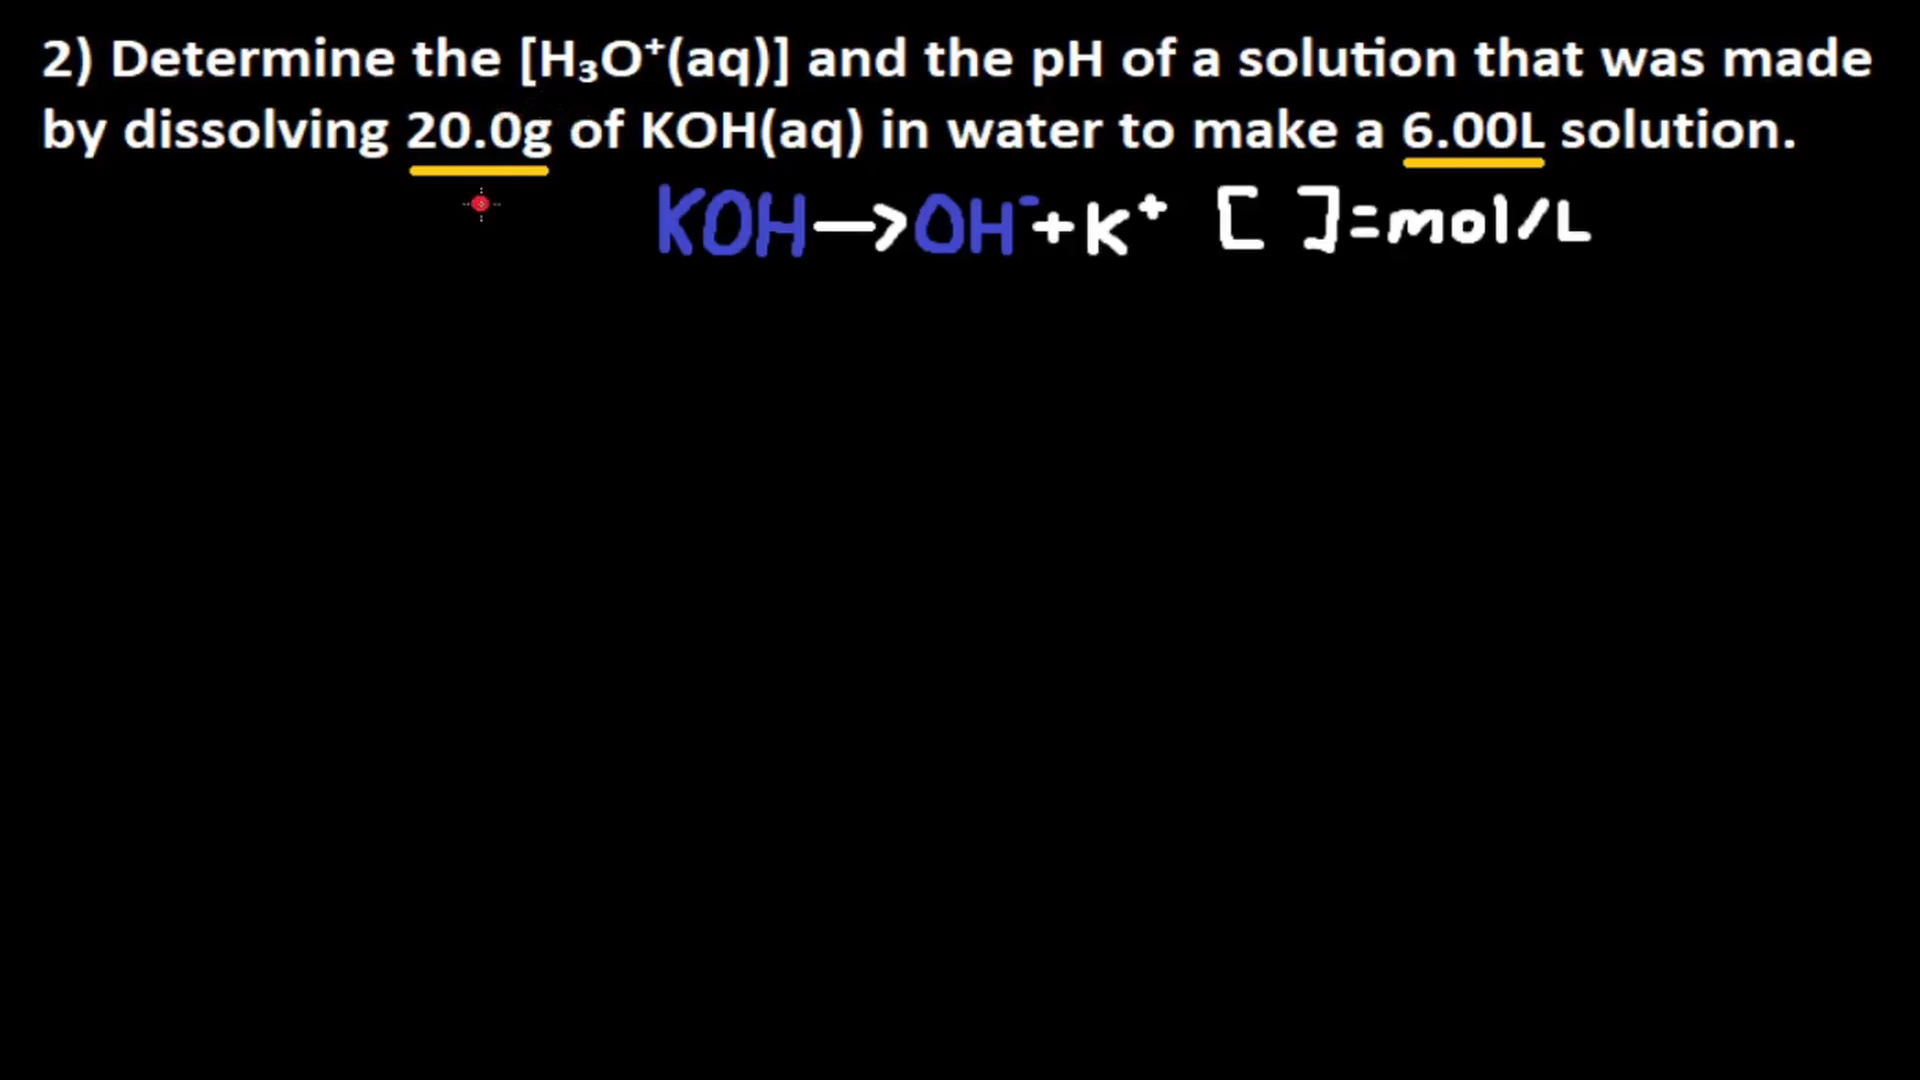 2) Determine the [H₃O⁺(aq)] and the pH of a solution that was made
by dissolving 20.0g of KOH(aq) in water to make a 6.00L solution.
KOH→OH⁻+K⁺ [ ]=mol/L